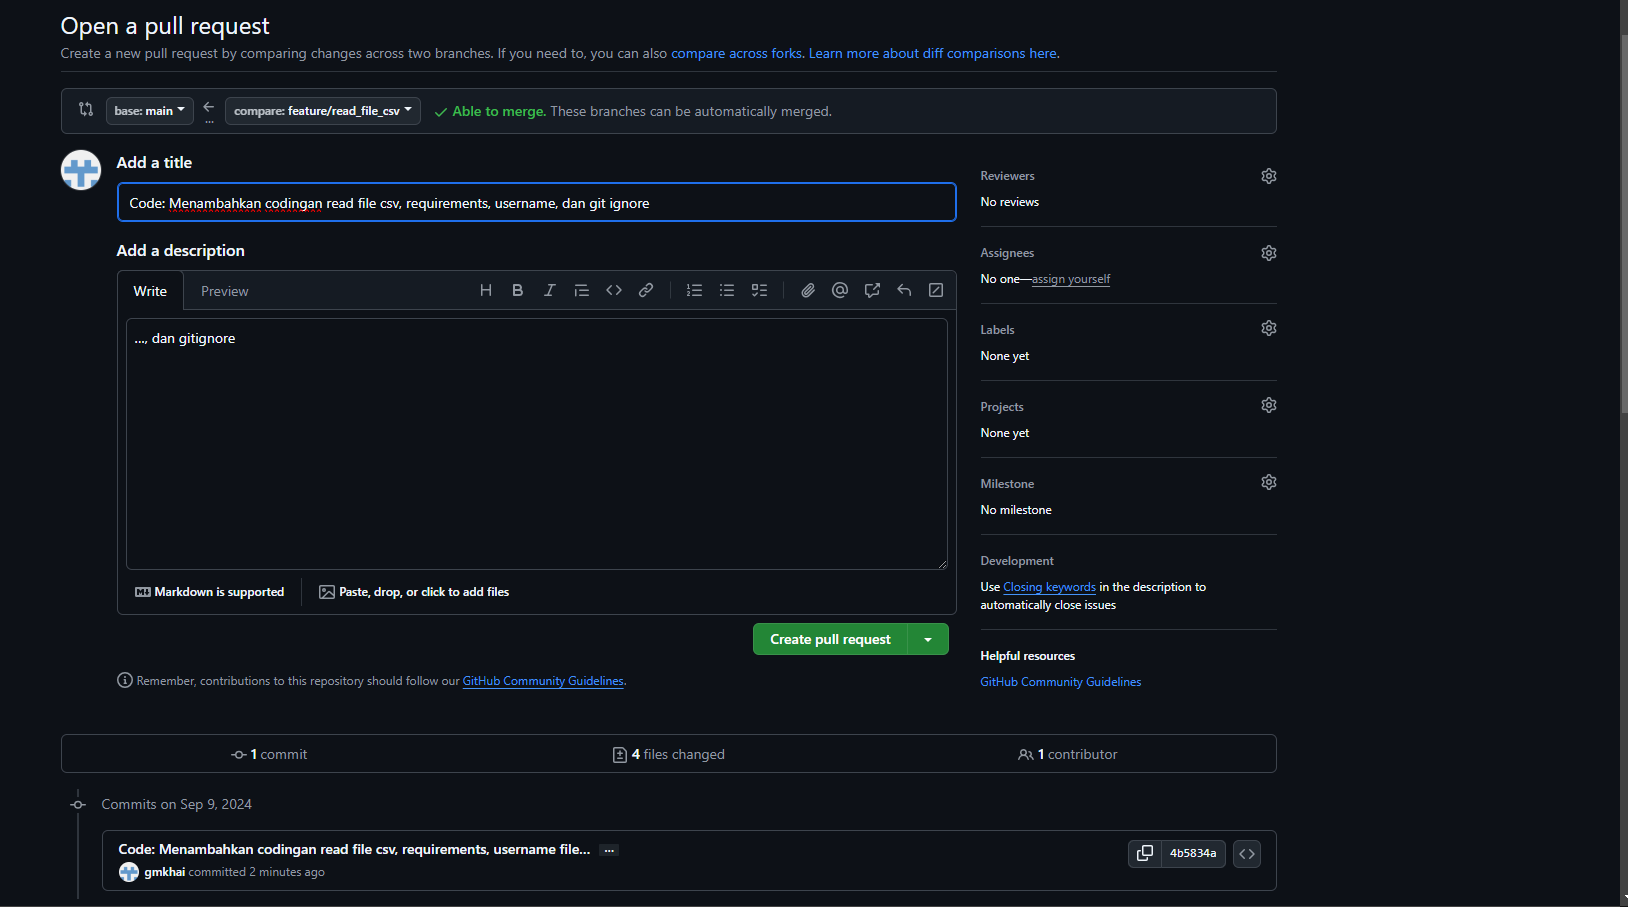 Open a pull request
Create a new pull request by comparing changes across two branches. If you need to, you can also compare across forks. Learn more about diff comparisons here.
base: main
...
compare: feature/read_file_csv
Able to merge. These branches can be automatically merged.
Add a title
Code: Menambahkan codingan read file csv, requirements, username, dan git ignore
Add a description
Write
Preview
..., dan gitignore
Markdown is supported
Paste, drop, or click to add files
Create pull request
Remember, contributions to this repository should follow our GitHub Community Guidelines.
Reviewers
No reviews
Assignees
No one—assign yourself
Labels
None yet
Projects
None yet
Milestone
No milestone
Development
Use Closing keywords in the description to
automatically close issues
Helpful resources
GitHub Community Guidelines
1 commit
4 files changed
1 contributor
Commits on Sep 9, 2024
Code: Menambahkan codingan read file csv, requirements, username file... ...
gmkhai committed 2 minutes ago
4b5834a